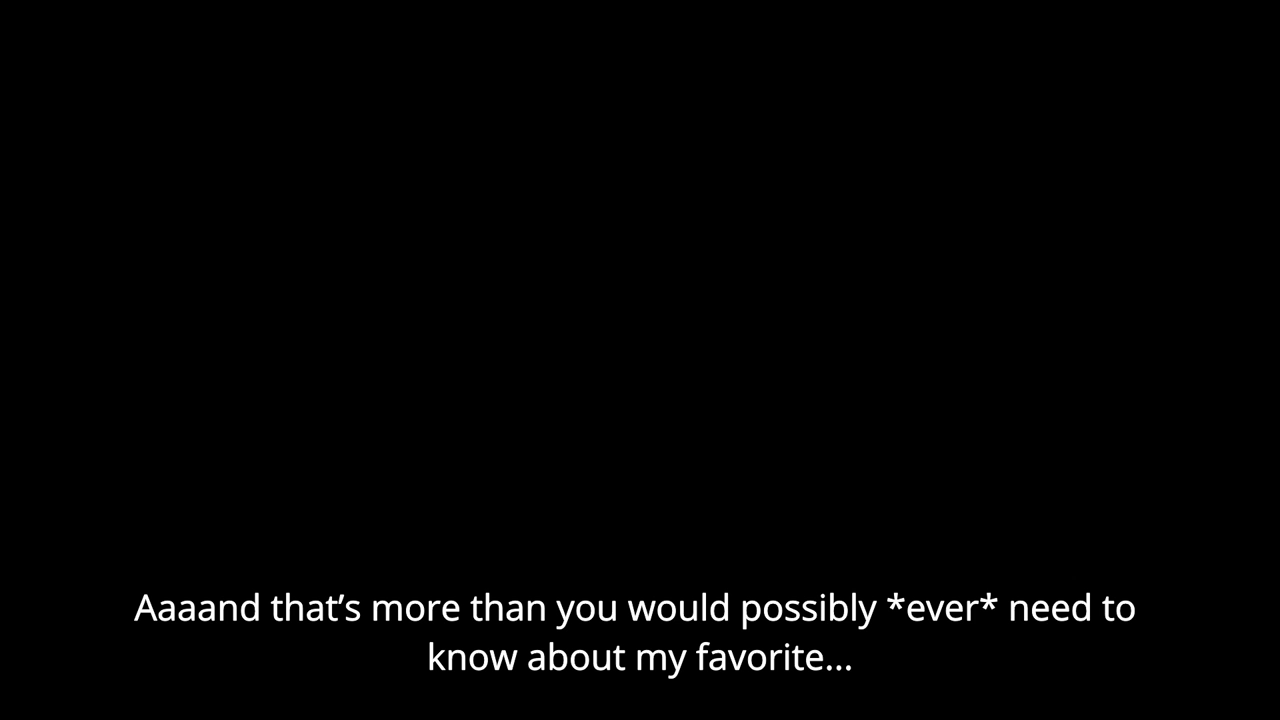 Aaaand that’s more than you would possibly *ever* need to
know about my favorite...